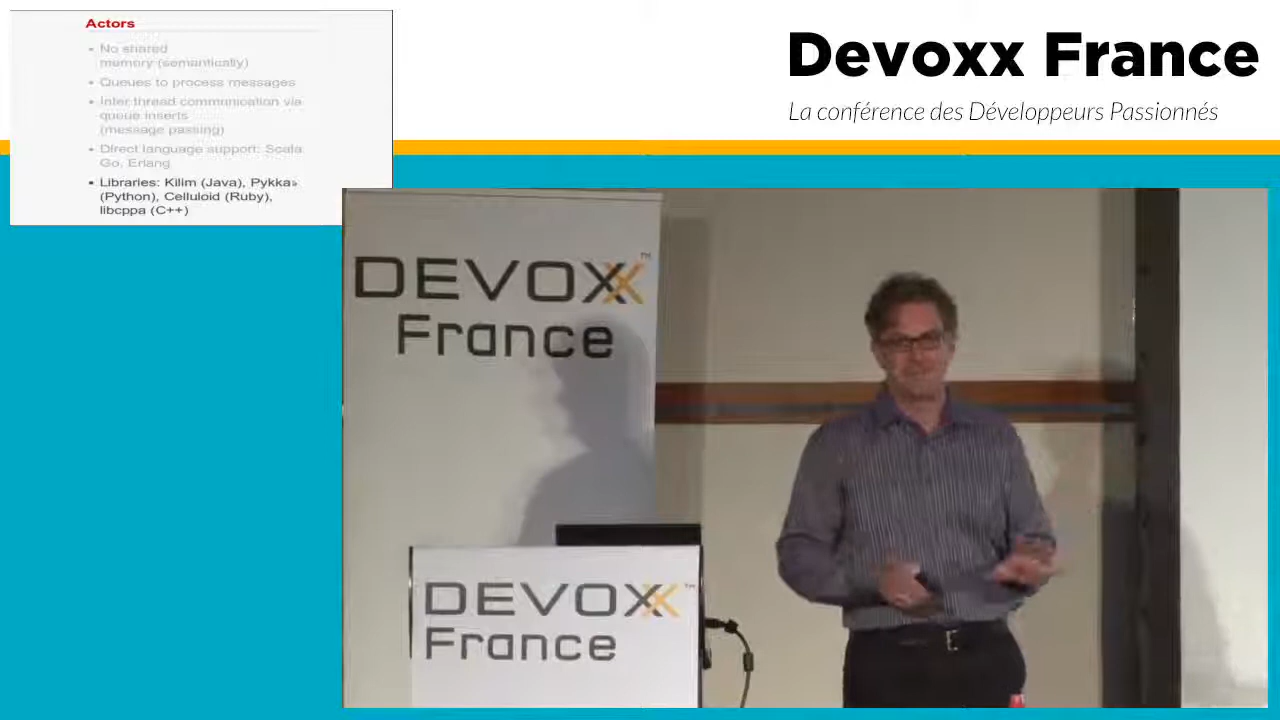 Actors
• No shared
memory (semantically)
• Queues to process messages
• Inter thread communication via
queue inserts
(message passing)
• Direct language support: Scala
Go, Erlang
• Libraries: Kilim (Java), Pykka
(Python), Celluloid (Ruby),
libcppa (C++)
Devoxx France
La conférence des Développeurs Passionnés
DEVOXX™
France
DEVOXX™
France